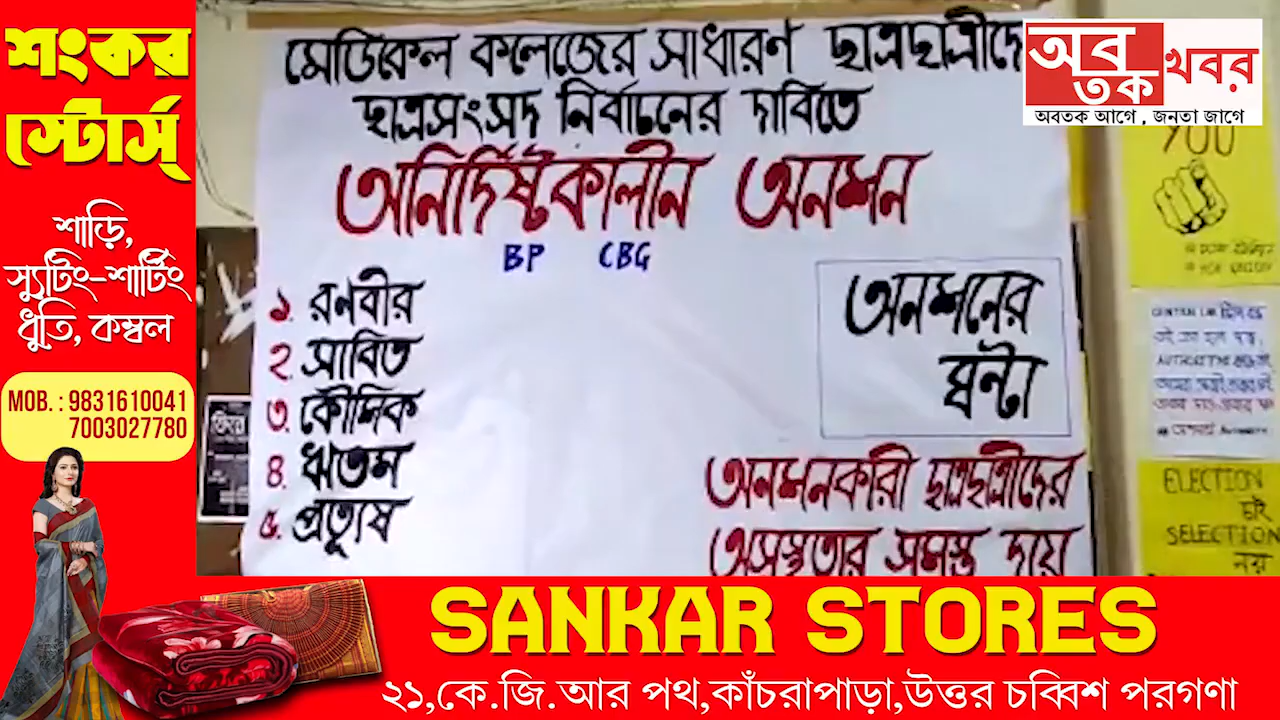 শংকর
স্টোর্স্
শাড়ি,
স্যুটিং-শার্টিং
ধুতি, কম্বল
MOB. : 9831610041
7003027780
মেডিকেল কলেজের সাধারণ ছাত্রছাত্রীদে
ছাত্রসংসদ নির্বাচনের দাবিতে
অনির্দিষ্টকালীন অনশন
BP CBG
১. রণবীর
২. সাবিত
৩. কৌশিক
৪. ঋতম
৫. প্রত্যুষ
অনশনের
ঘন্টা
অনশনকারী ছাত্রছাত্রীদের
অসুস্থতার সমস্ত দায়
অব
তক খবর
অবতক আগে , জনতা জাগে
YOU
ELECTION
চাই
SELECTION
নয়
SANKAR STORES
২১,কে.জি.আর পথ,কাঁচরাপাড়া,উত্তর চব্বিশ পরগণা